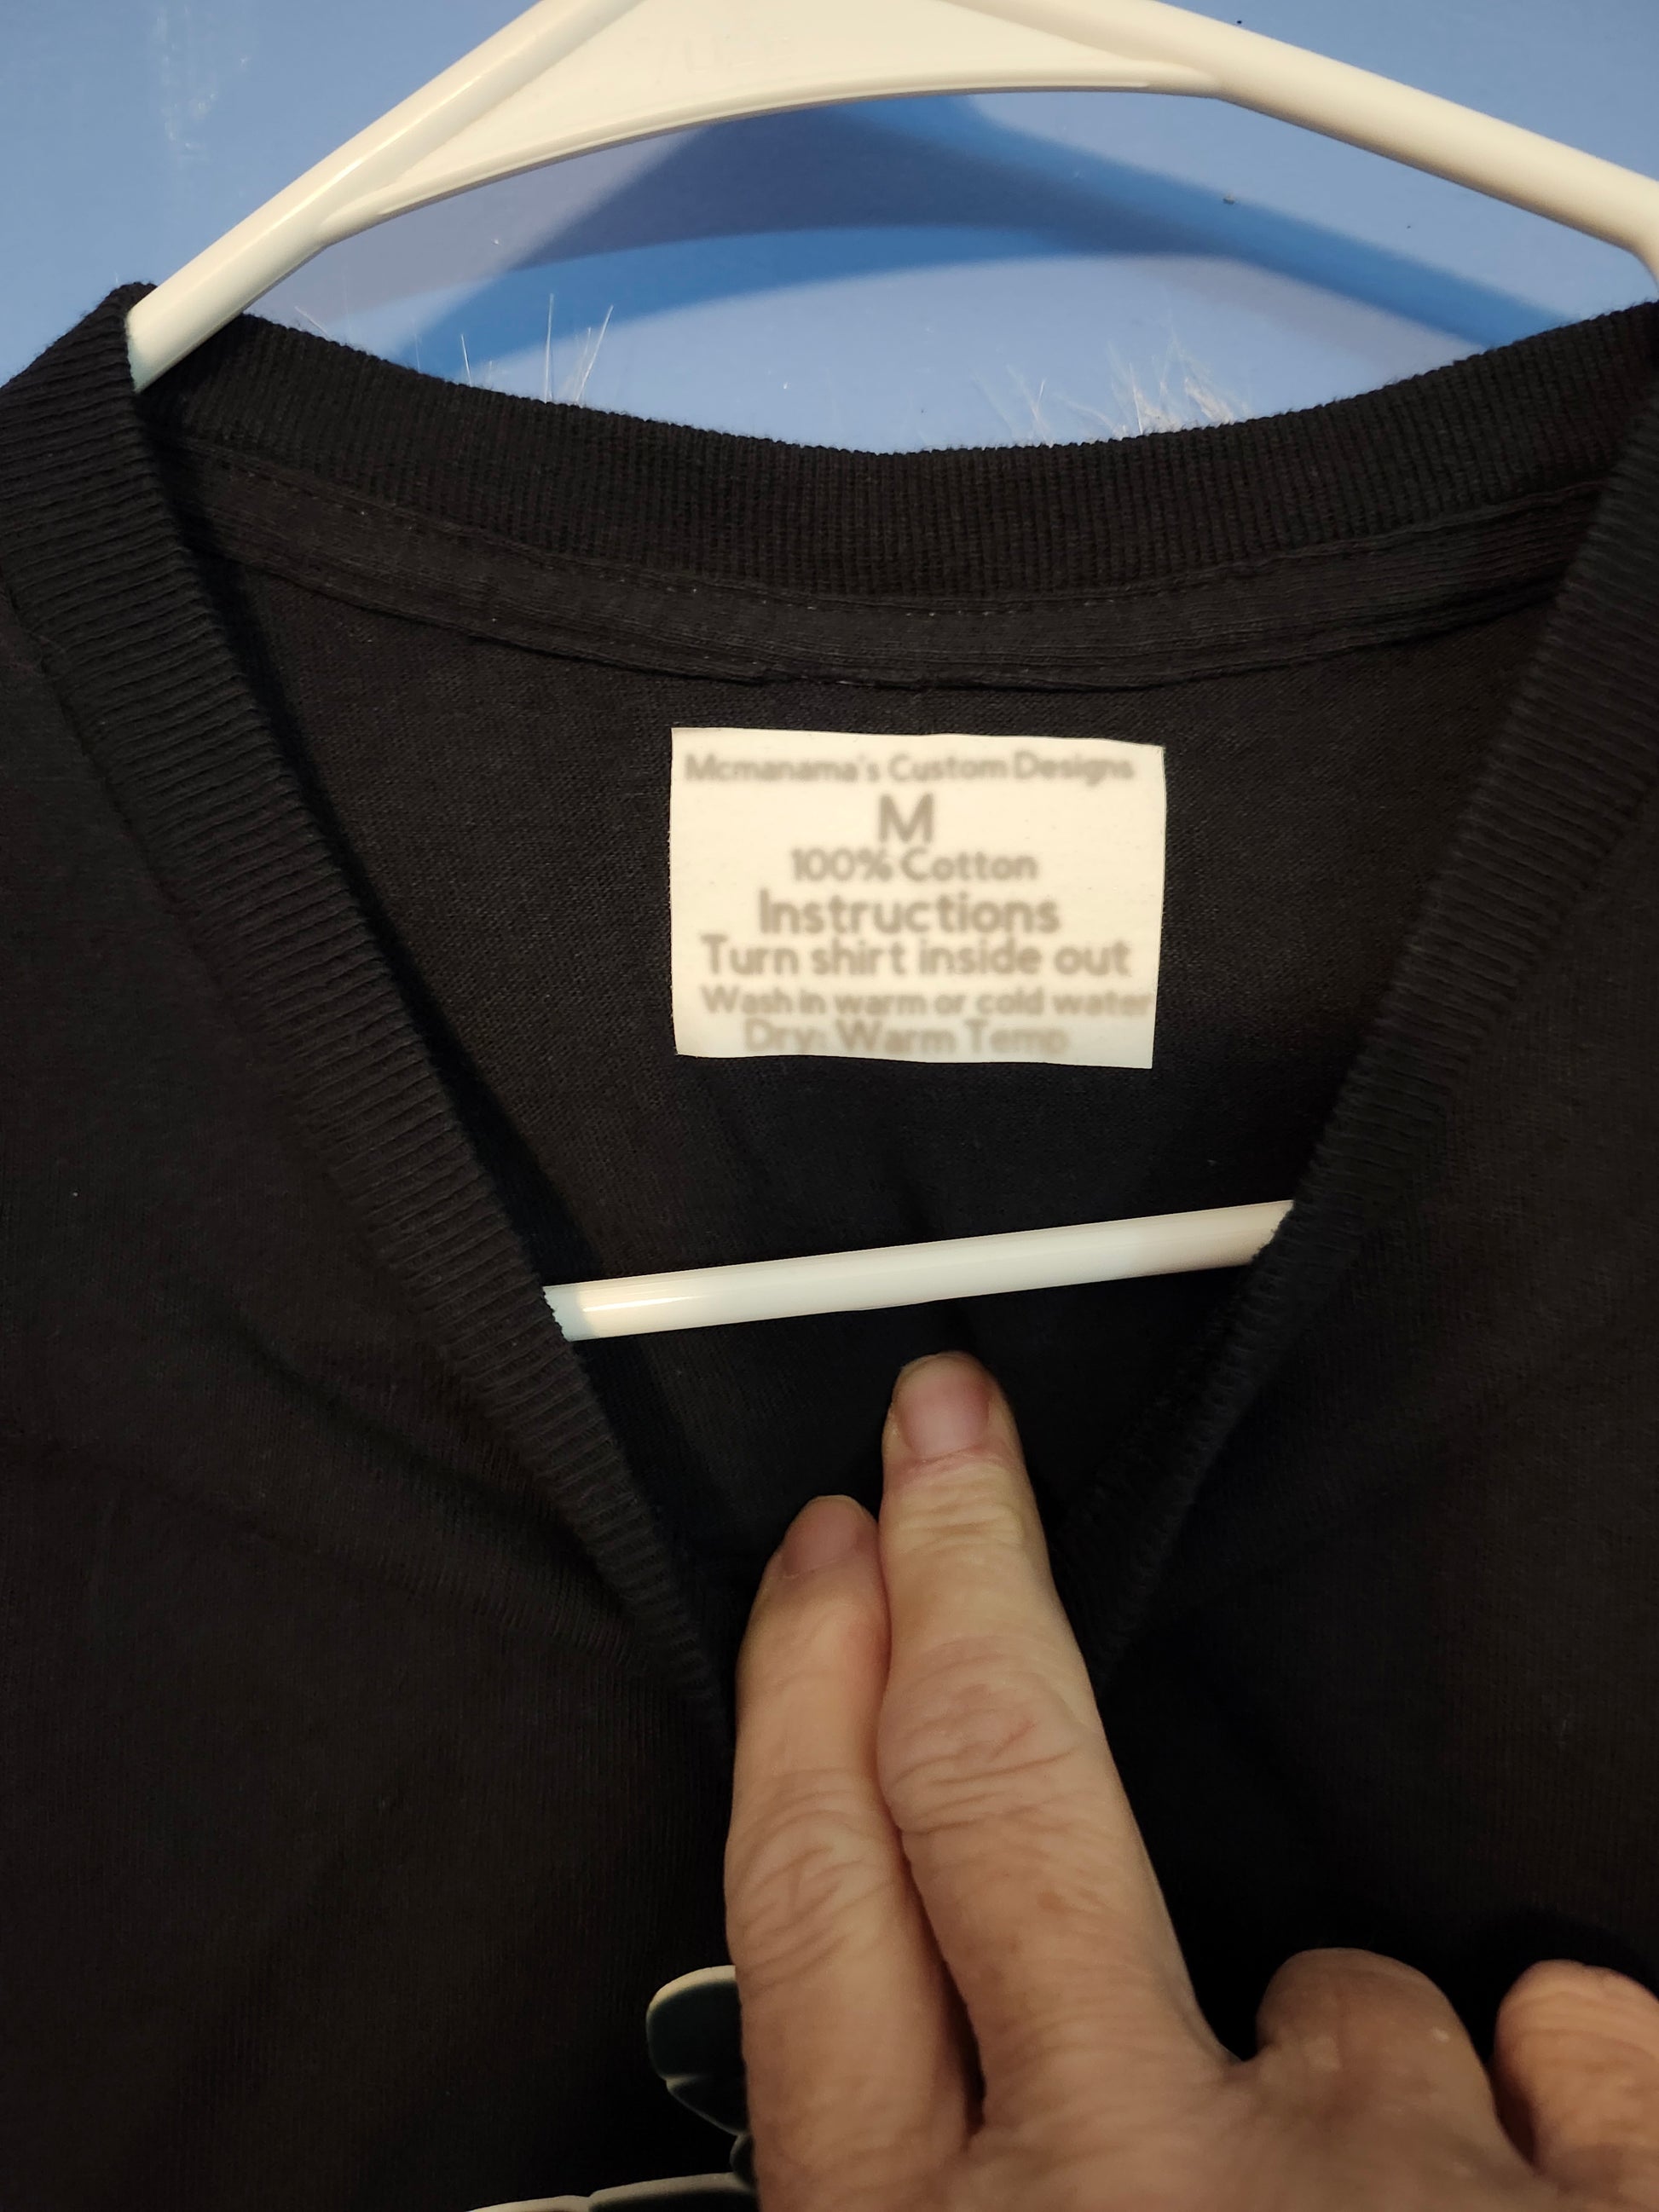 Mcmanama's Custom Designs
M
100% Cotton
Instructions
Turn shirt inside out
Wash in warm or cold water
Dry: Warm Temp